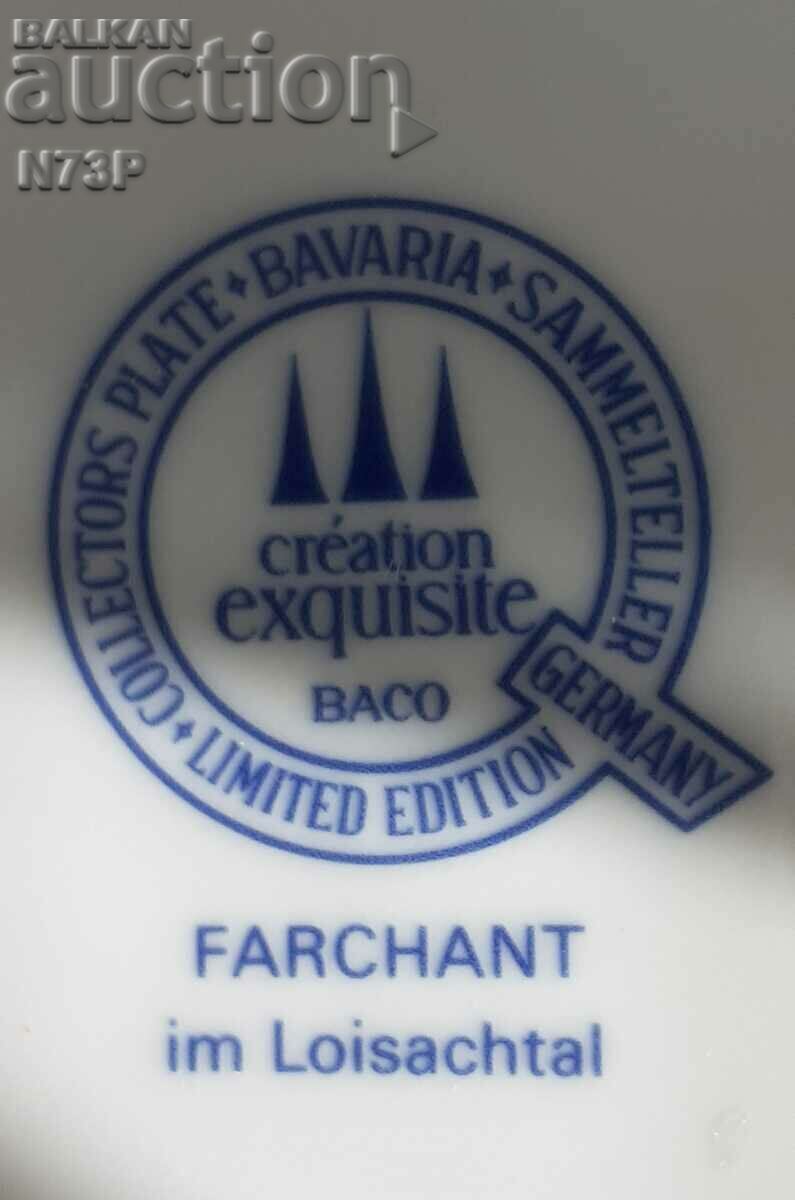 BALKAN
auction
N73P
COLLECTORS PLATE ✦ BAVARIA ✦ SAMMELTELLER
GERMANY
✦ LIMITED EDITION
création
exquisite
BACO
FARCHANT
im Loisachtal